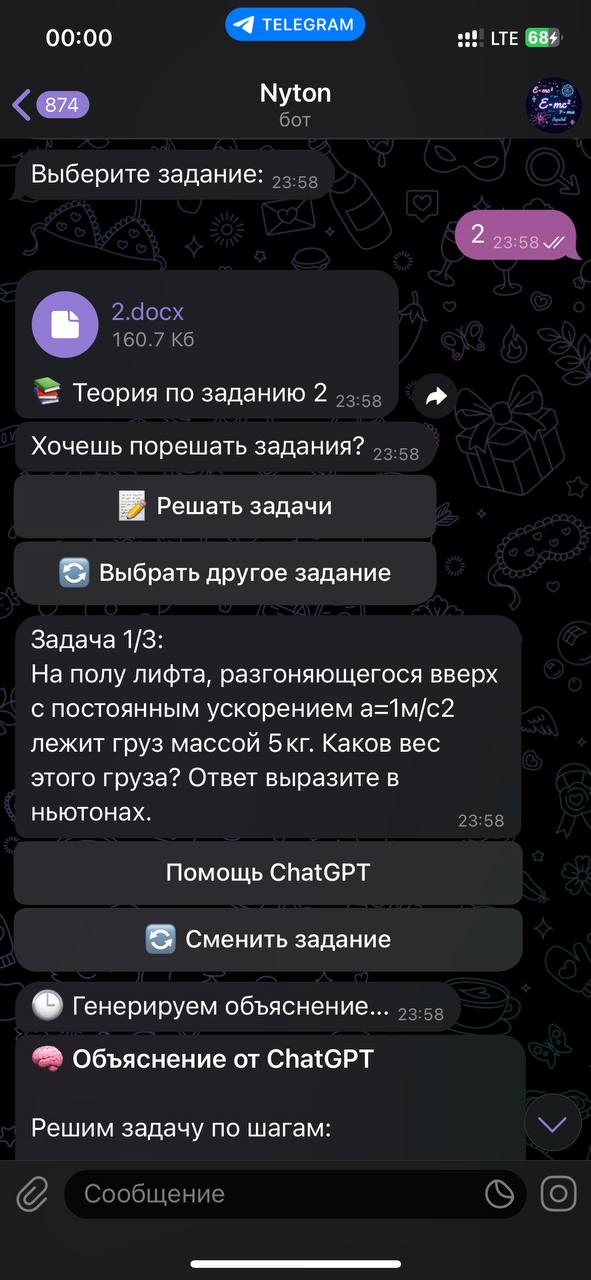 00:00
TELEGRAM
LTE 68
874
Nyton
бот
Выберите задание: 23:58
2 23:58
2.docx
160.7 Кб
📚 Теория по заданию 2 23:58
Хочешь порешать задания? 23:58
📝 Решать задачи
🔄 Выбрать другое задание
Задача 1/3:
На полу лифта, разгоняющегося вверх
с постоянным ускорением а=1м/с2
лежит груз массой 5 кг. Каков вес
этого груза? Ответ выразите в
ньютонах. 23:58
Помощь ChatGPT
🔄 Сменить задание
🕒 Генерируем объяснение... 23:58
🧠 Объяснение от ChatGPT
Решим задачу по шагам:
Сообщение